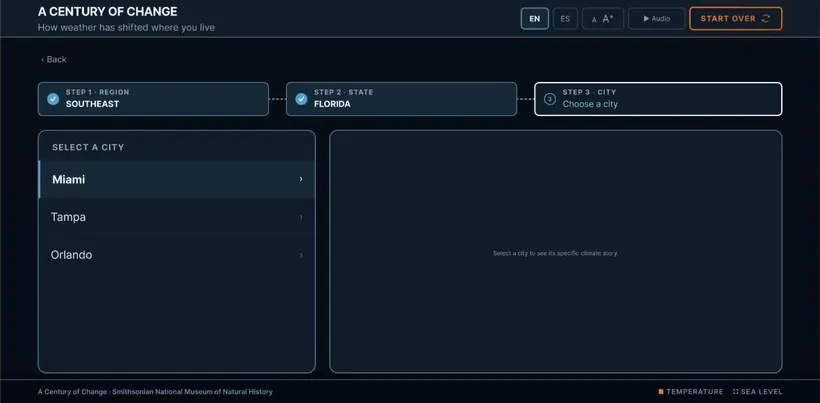 A CENTURY OF CHANGE
How weather has shifted where you live
EN
ES
A A+
▶ Audio
START OVER
‹ Back
STEP 1 · REGION
SOUTHEAST
STEP 2 · STATE
FLORIDA
3
STEP 3 · CITY
Choose a city
SELECT A CITY
Miami ›
Tampa ›
Orlando ›
Select a city to see its specific climate story.
A Century of Change · Smithsonian National Museum of Natural History
TEMPERATURE
SEA LEVEL